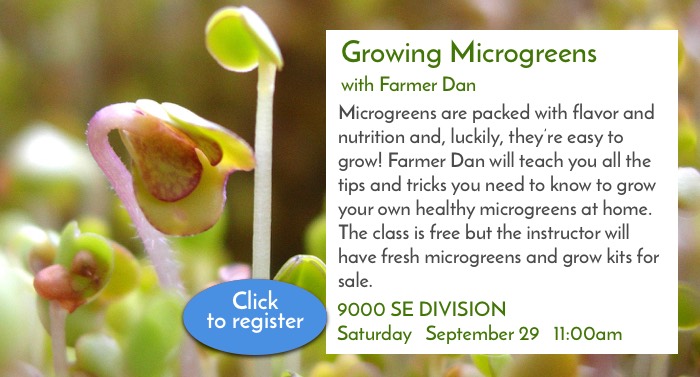 Growing Microgreens
with Farmer Dan
Microgreens are packed with flavor and
nutrition and, luckily, they're easy to
grow! Farmer Dan will teach you all the
tips and tricks you need to know to grow
your own healthy microgreens at home.
The class is free but the instructor will
have fresh microgreens and grow kits for
sale.
9000 SE DIVISION
Saturday September 29 11:00am
Click
to register